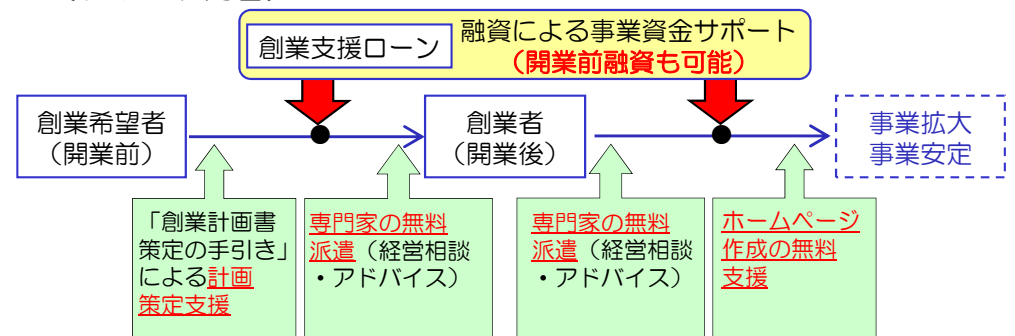 創業支援ローン
融資による事業資金サポート
（開業前融資も可能）
創業希望者
（開業前）
創業者
（開業後）
事業拡大
事業安定
「創業計画書
策定の手引き」
による計画
策定支援
専門家の無料
派遣（経営相談
・アドバイス）
専門家の無料
派遣（経営相談
・アドバイス）
ホームページ
作成の無料
支援